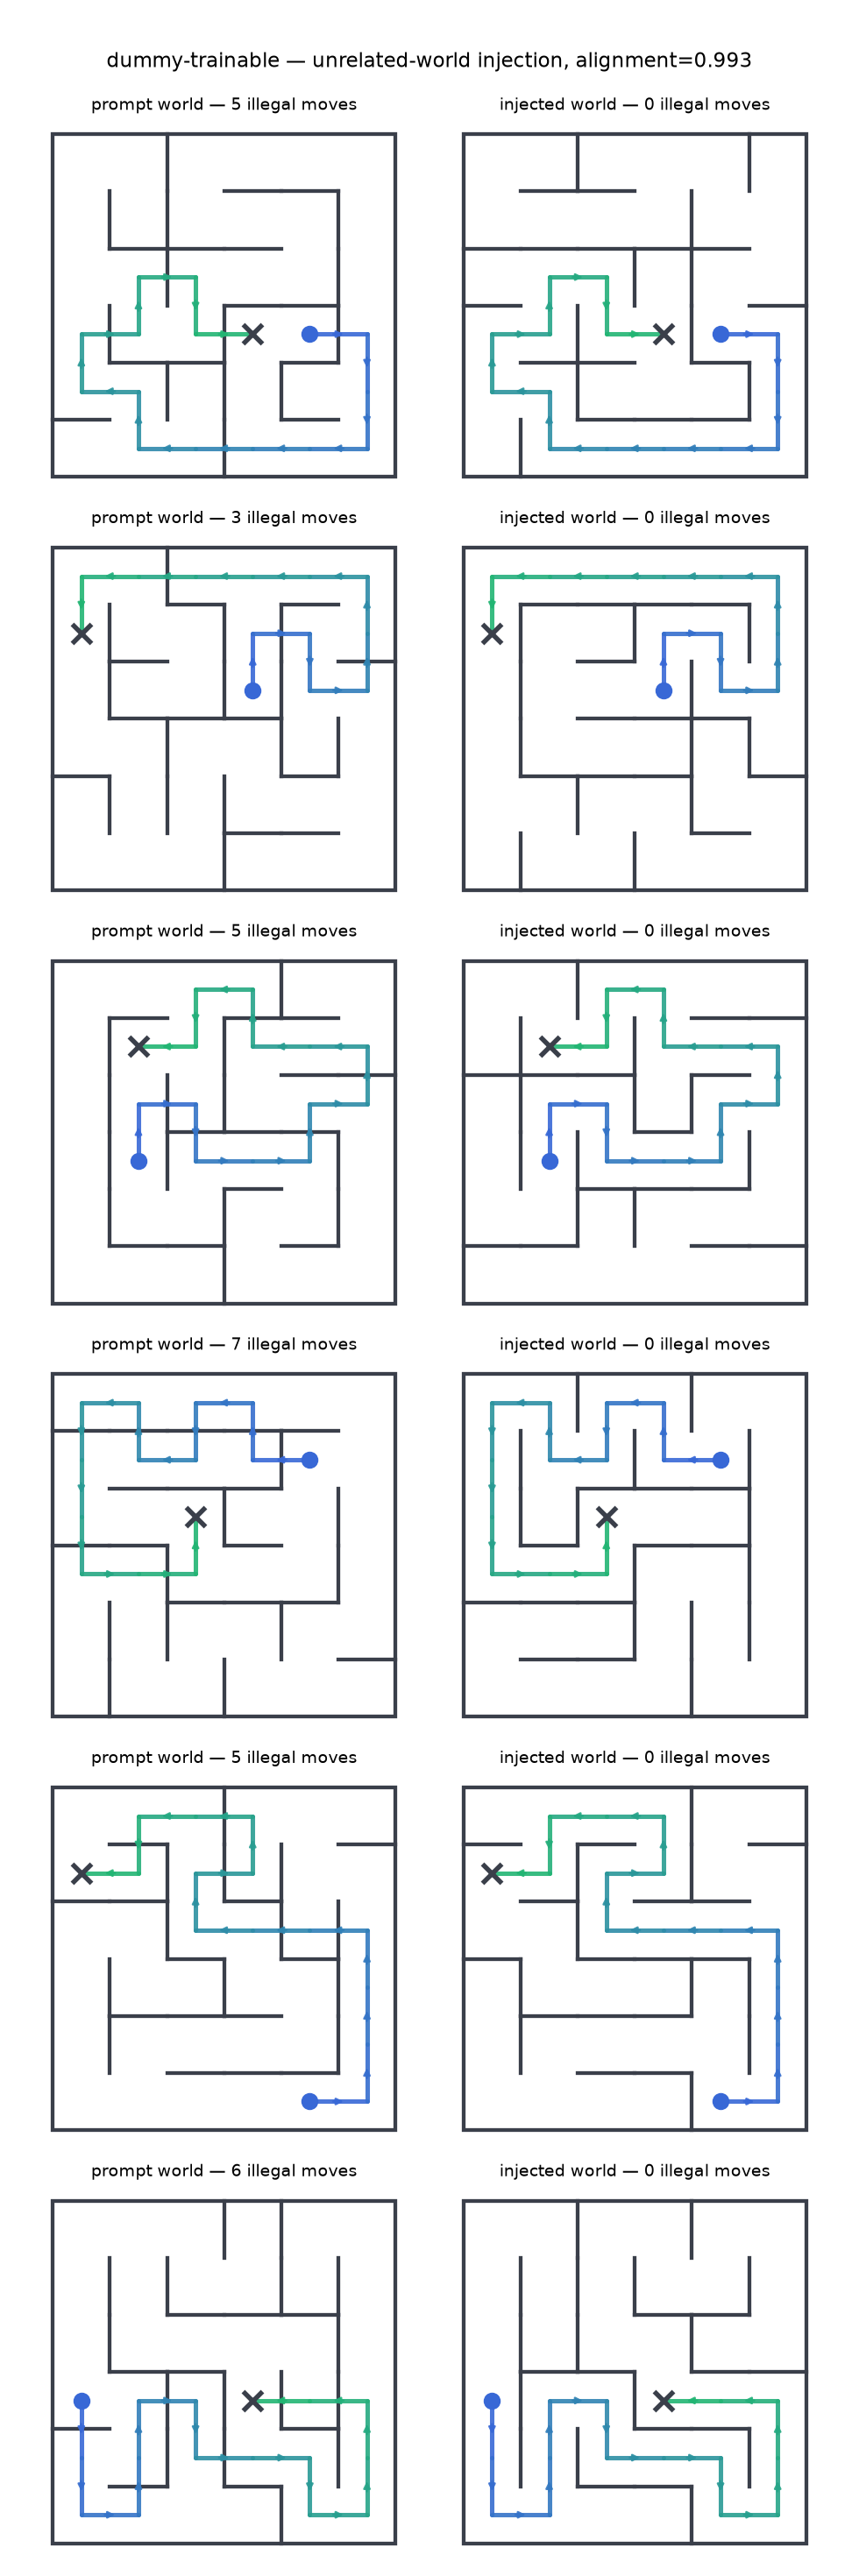 dummy-trainable — unrelated-world injection, alignment=0.993
prompt world — 5 illegal moves
injected world — 0 illegal moves
prompt world — 3 illegal moves
injected world — 0 illegal moves
prompt world — 5 illegal moves
injected world — 0 illegal moves
prompt world — 7 illegal moves
injected world — 0 illegal moves
prompt world — 5 illegal moves
injected world — 0 illegal moves
prompt world — 6 illegal moves
injected world — 0 illegal moves